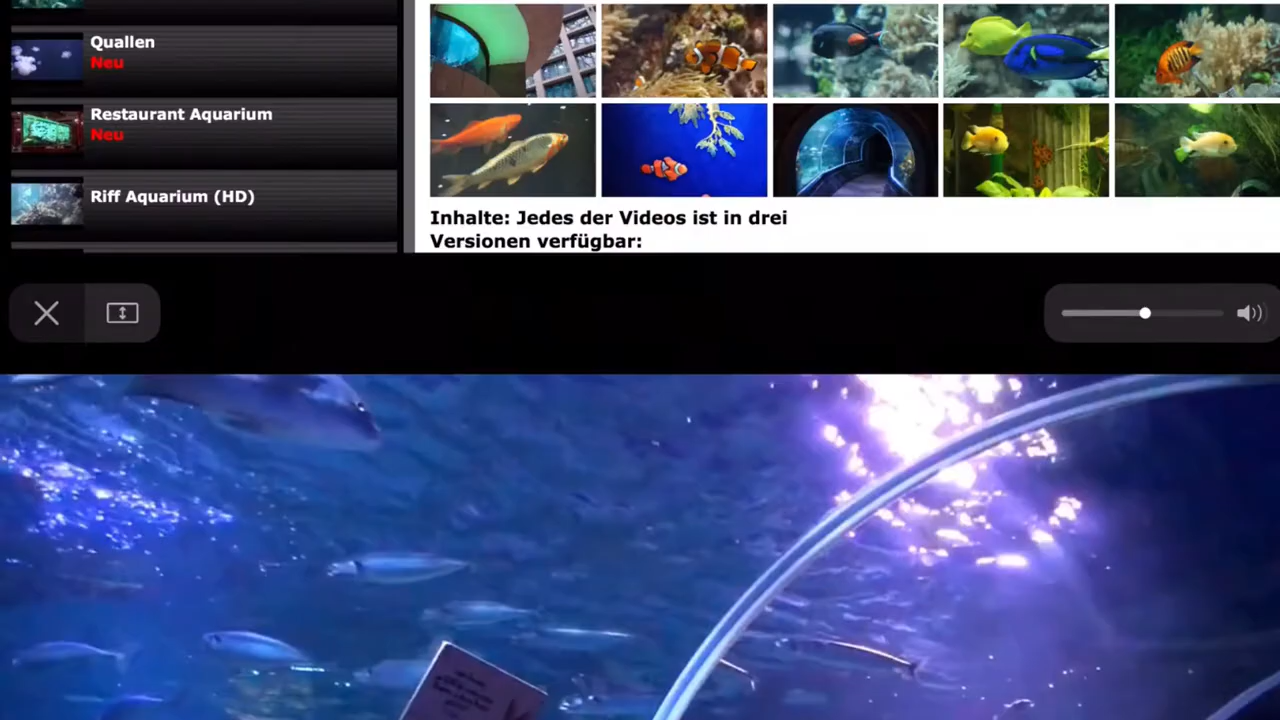 Quallen
Neu
Restaurant Aquarium
Neu
Riff Aquarium (HD)
Inhalte: Jedes der Videos ist in drei
Versionen verfügbar: